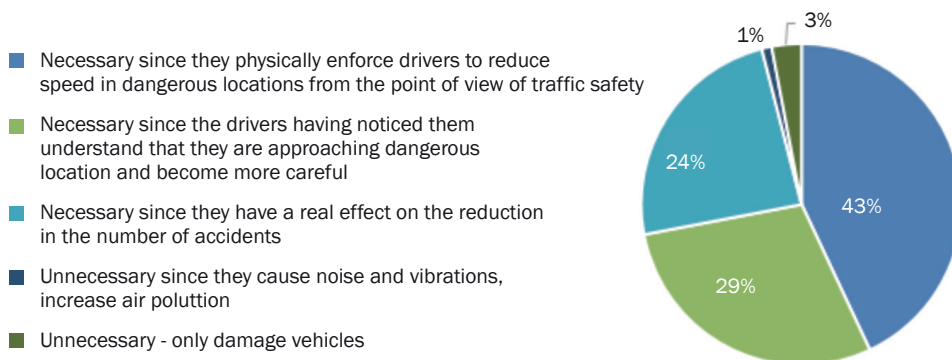 Necessary since they physically enforce drivers to reduce
speed in dangerous locations from the point of view of traffic safety
Necessary since the drivers having noticed them
understand that they are approaching dangerous
location and become more careful
Necessary since they have a real effect on the reduction
in the number of accidents
Unnecessary since they cause noise and vibrations,
increase air poluttion
Unnecessary - only damage vehicles
1%
3%
24%
43%
29%